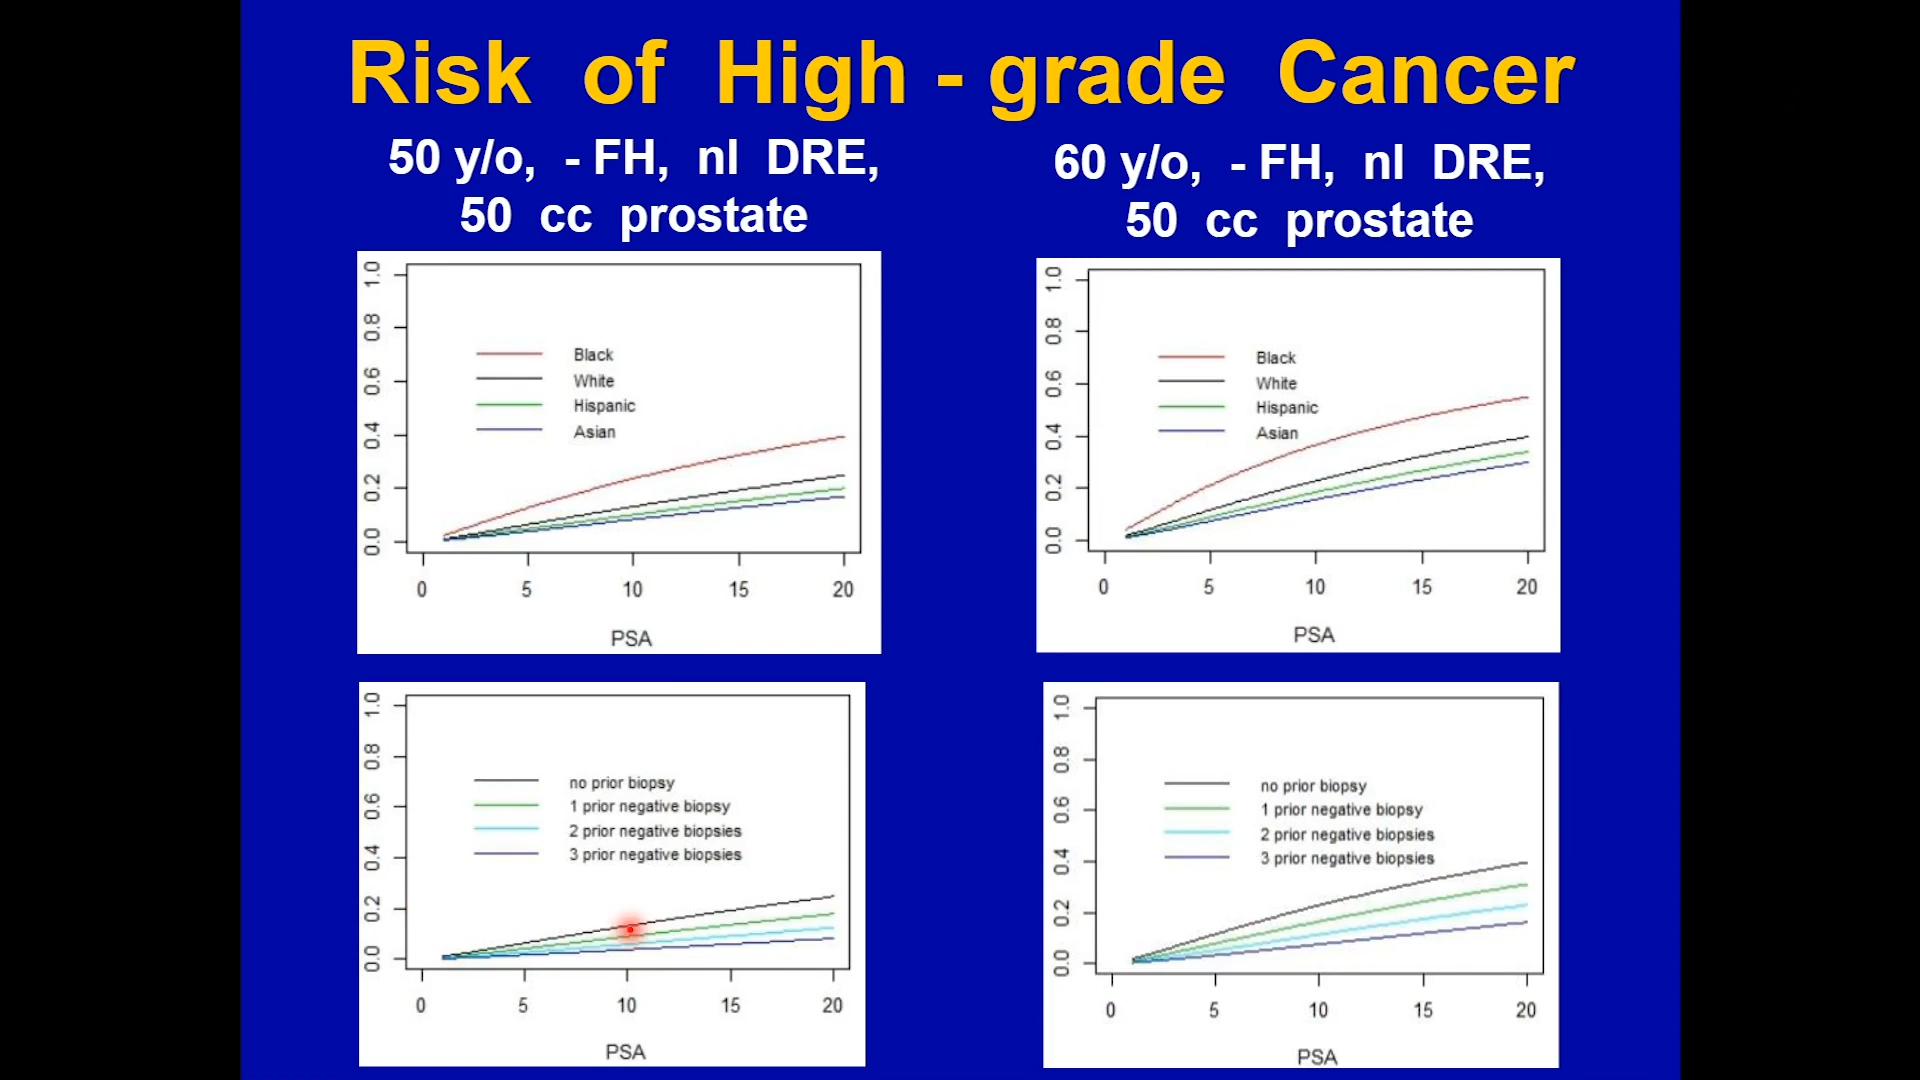 Risk of High - grade Cancer
50 y/o, - FH, nl DRE,
50 cc prostate
1.0
0.8
0.6
0.4
0.2
0.0
Black
White
Hispanic
Asian
0 5 10 15 20
PSA
60 y/o, - FH, nl DRE,
50 cc prostate
1.0
0.8
0.6
0.4
0.2
0.0
Black
White
Hispanic
Asian
0 5 10 15 20
PSA
1.0
0.8
0.6
0.4
0.2
0.0
no prior biopsy
1 prior negative biopsy
2 prior negative biopsies
3 prior negative biopsies
0 5 10 15 20
PSA
1.0
0.8
0.6
0.4
0.2
0.0
no prior biopsy
1 prior negative biopsy
2 prior negative biopsies
3 prior negative biopsies
0 5 10 15 20
PSA